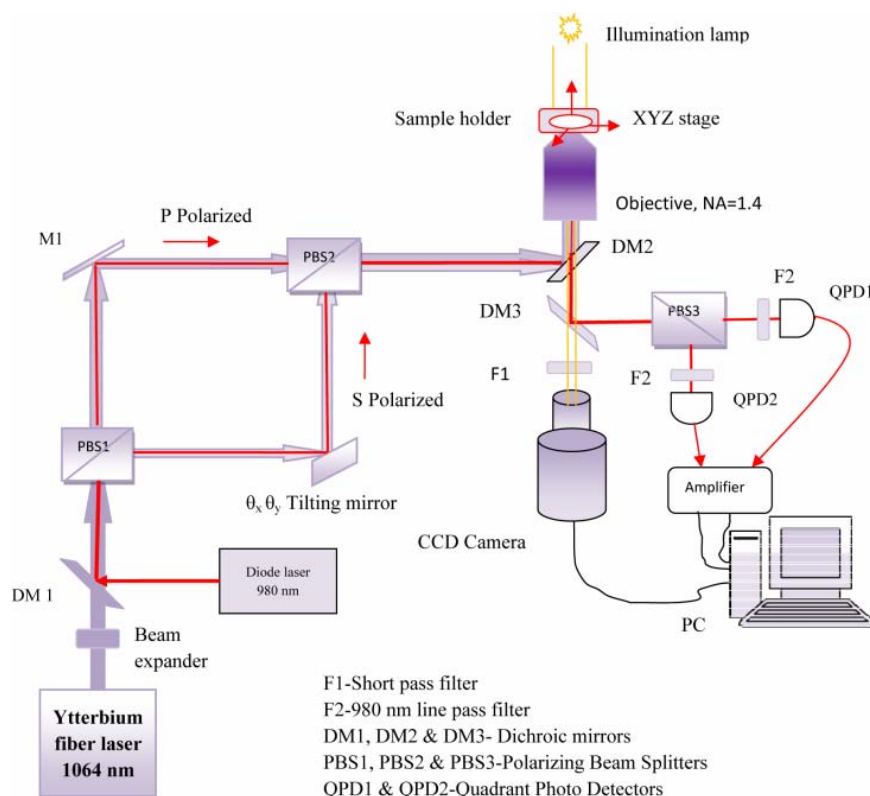 Illumination lamp
Sample holder
XYZ stage
Objective, NA=1.4
P Polarized
M1
PBS2
DM2
F2
QPD1
DM3
PBS3
F1
F2
S Polarized
QPD2
PBS1
Amplifier
θx θy Tilting mirror
CCD Camera
Diode laser
980 nm
DM 1
PC
Beam
expander
Ytterbium
fiber laser
1064 nm
F1-Short pass filter
F2-980 nm line pass filter
DM1, DM2 & DM3- Dichroic mirrors
PBS1, PBS2 & PBS3-Polarizing Beam Splitters
QPD1 & QPD2-Quadrant Photo Detectors